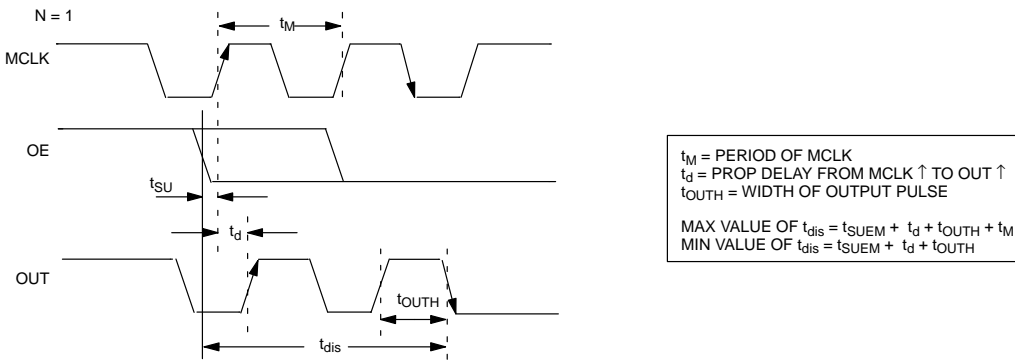 N = 1
t_M
MCLK
OE
t_SU
t_d
OUT
t_OUTH
t_dis
t_M = PERIOD OF MCLK
t_d = PROP DELAY FROM MCLK ↑ TO OUT ↑
t_OUTH = WIDTH OF OUTPUT PULSE
MAX VALUE OF t_dis = t_SUEM + t_d + t_OUTH + t_M
MIN VALUE OF t_dis = t_SUEM + t_d + t_OUTH